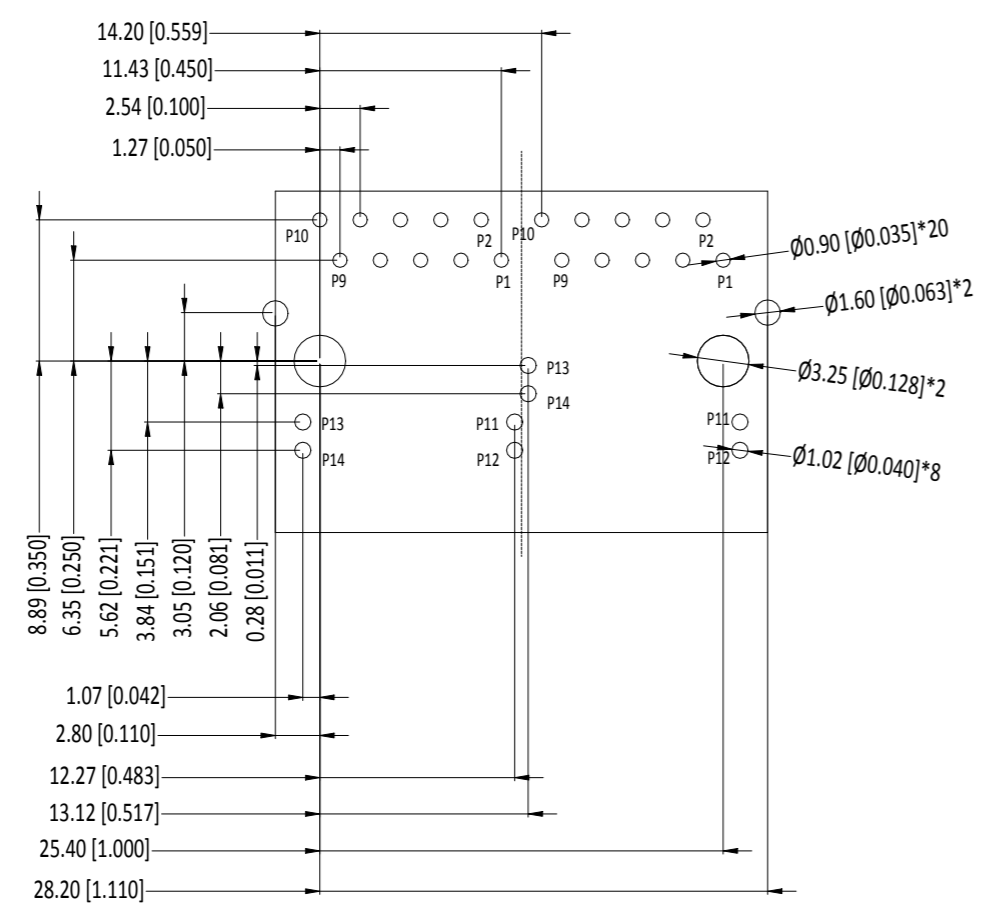 14.20 [0.559]
11.43 [0.450]
2.54 [0.100]
1.27 [0.050]
P10
P2
P10
P2
Ø0.90 [Ø0.035]*20
P9
P1
P9
P1
Ø1.60 [Ø0.063]*2
P13
Ø3.25 [Ø0.128]*2
P14
P13
P11
P11
P14
P12
P12
Ø1.02 [Ø0.040]*8
8.89 [0.350]
6.35 [0.250]
5.62 [0.221]
3.84 [0.151]
3.05 [0.120]
2.06 [0.081]
0.28 [0.011]
1.07 [0.042]
2.80 [0.110]
12.27 [0.483]
13.12 [0.517]
25.40 [1.000]
28.20 [1.110]